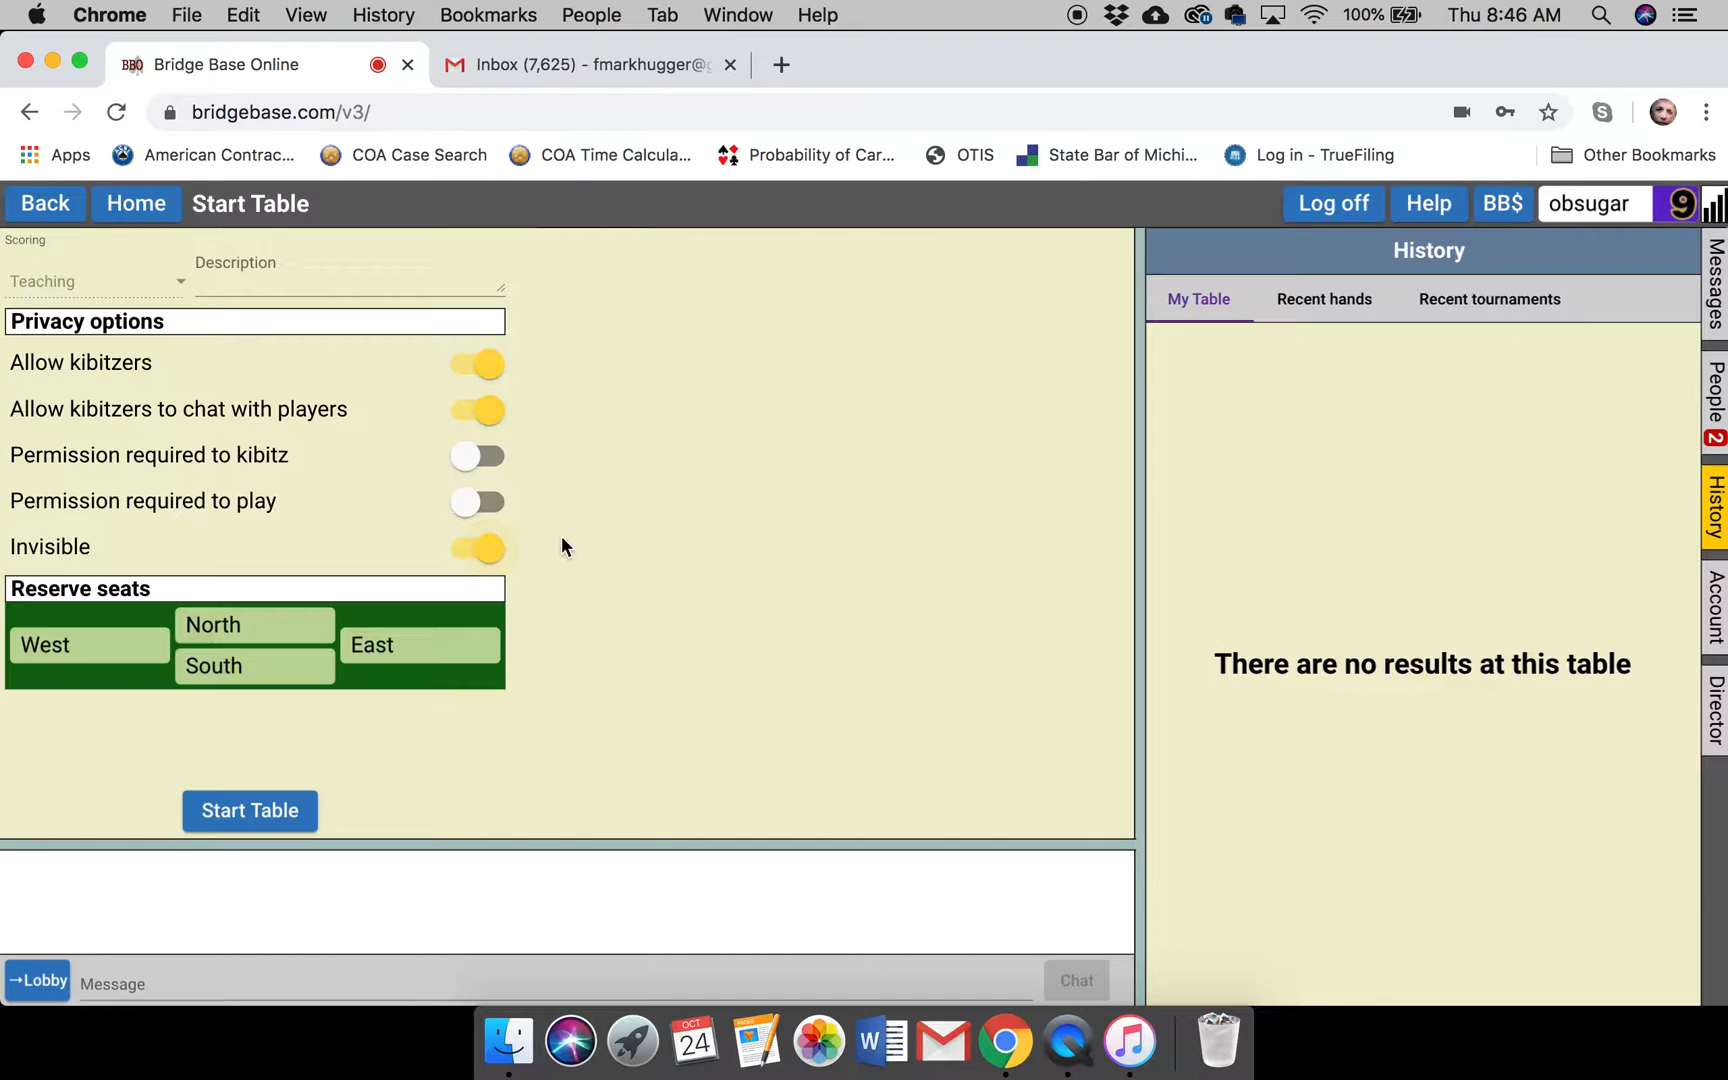 Chrome File Edit View History Bookmarks People Tab Window Help 100% Thu 8:46 AM
BBO Bridge Base Online Inbox (7,625) - fmarkhugger@g
bridgebase.com/v3/
Apps American Contrac... COA Case Search COA Time Calcula... Probability of Car... OTIS State Bar of Michi... Log in - TrueFiling Other Bookmarks
Back Home Start Table Log off Help BB$ obsugar 9
Scoring
Teaching
Description
Privacy options
Allow kibitzers
Allow kibitzers to chat with players
Permission required to kibitz
Permission required to play
Invisible
Reserve seats
North
West East
South
Start Table
→Lobby Message Chat
History
My Table Recent hands Recent tournaments
There are no results at this table
Messages
People 2
History
Account
Director
OCT
24
PAGES
W